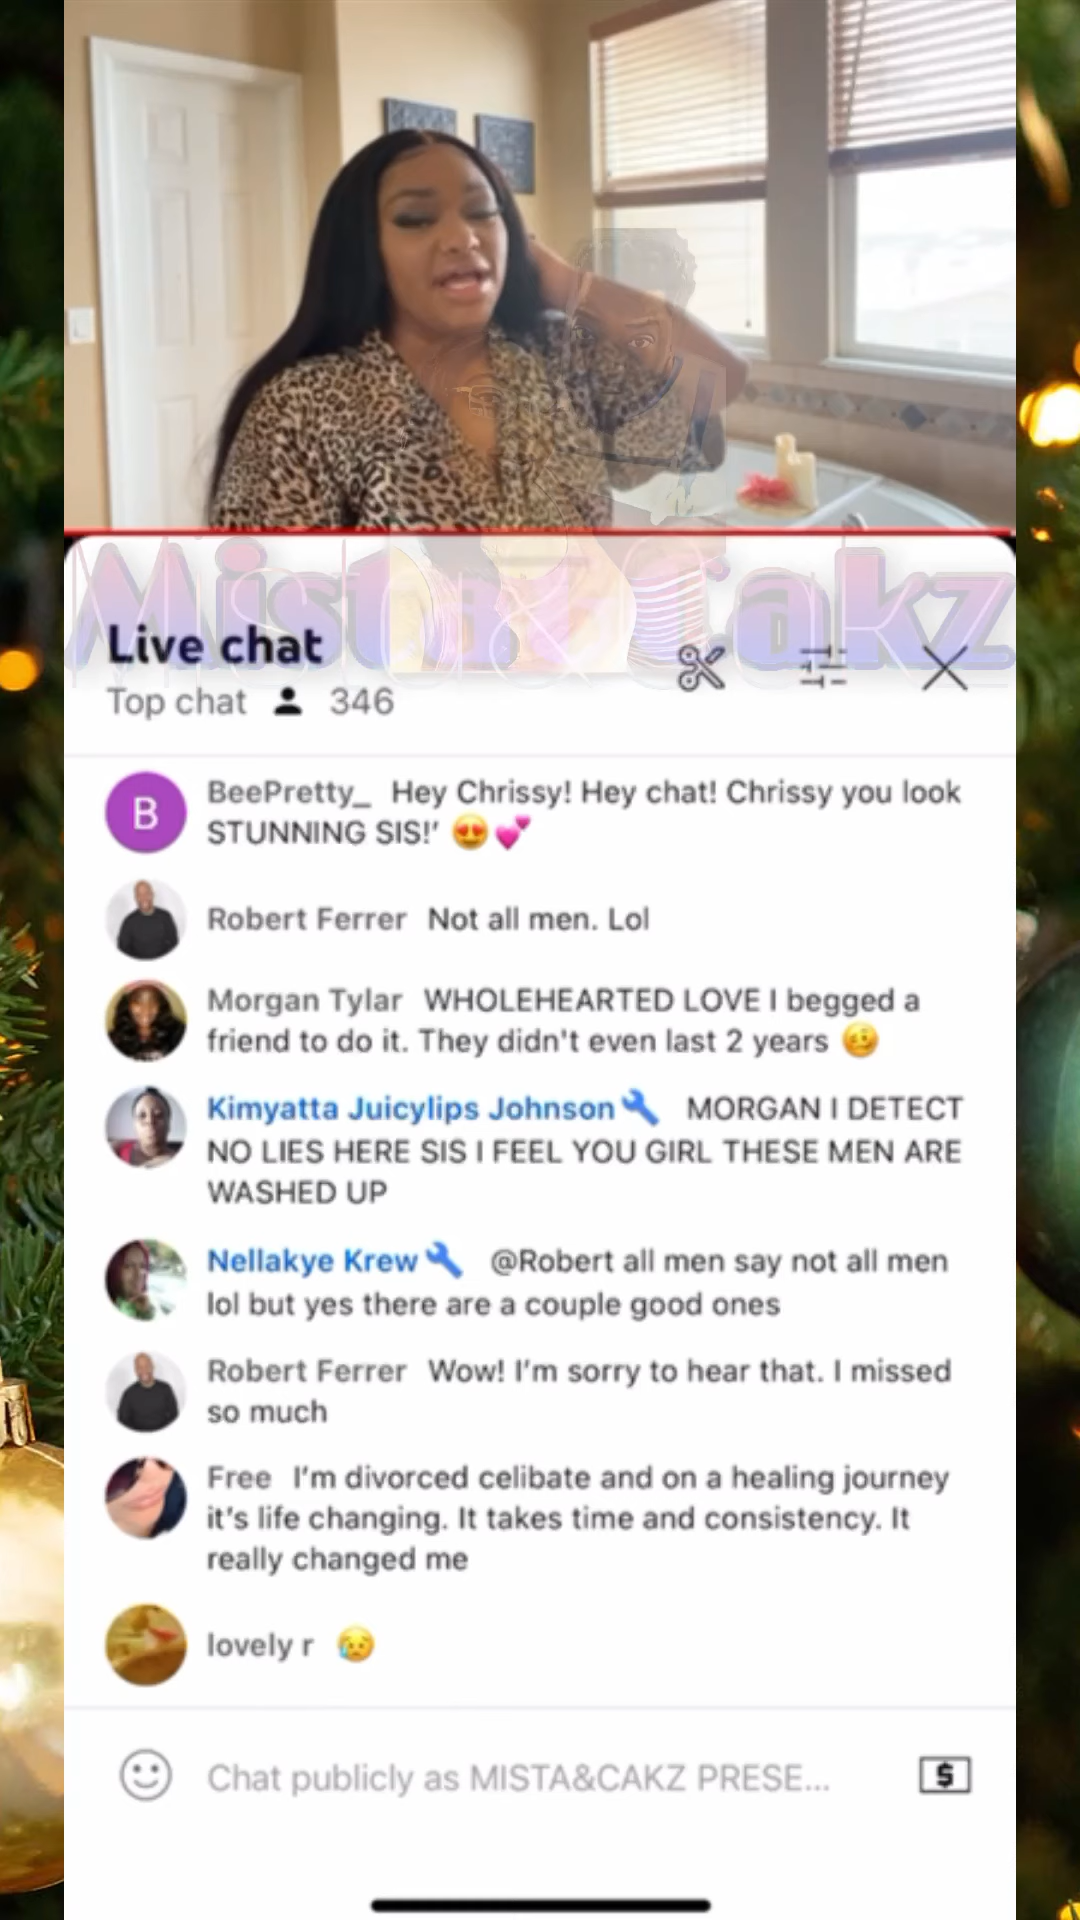 Mista&Cakz
Live chat
Top chat 346
B
BeePretty_ Hey Chrissy! Hey chat! Chrissy you look
STUNNING SIS!' 😍💕
Robert Ferrer Not all men. Lol
Morgan Tylar WHOLEHEARTED LOVE I begged a
friend to do it. They didn't even last 2 years 🥴
Kimyatta Juicylips Johnson🔧 MORGAN I DETECT
NO LIES HERE SIS I FEEL YOU GIRL THESE MEN ARE
WASHED UP
Nellakye Krew🔧 @Robert all men say not all men
lol but yes there are a couple good ones
Robert Ferrer Wow! I'm sorry to hear that. I missed
so much
Free I'm divorced celibate and on a healing journey
it's life changing. It takes time and consistency. It
really changed me
lovely r 😥
Chat publicly as MISTA&CAKZ PRESE...
$